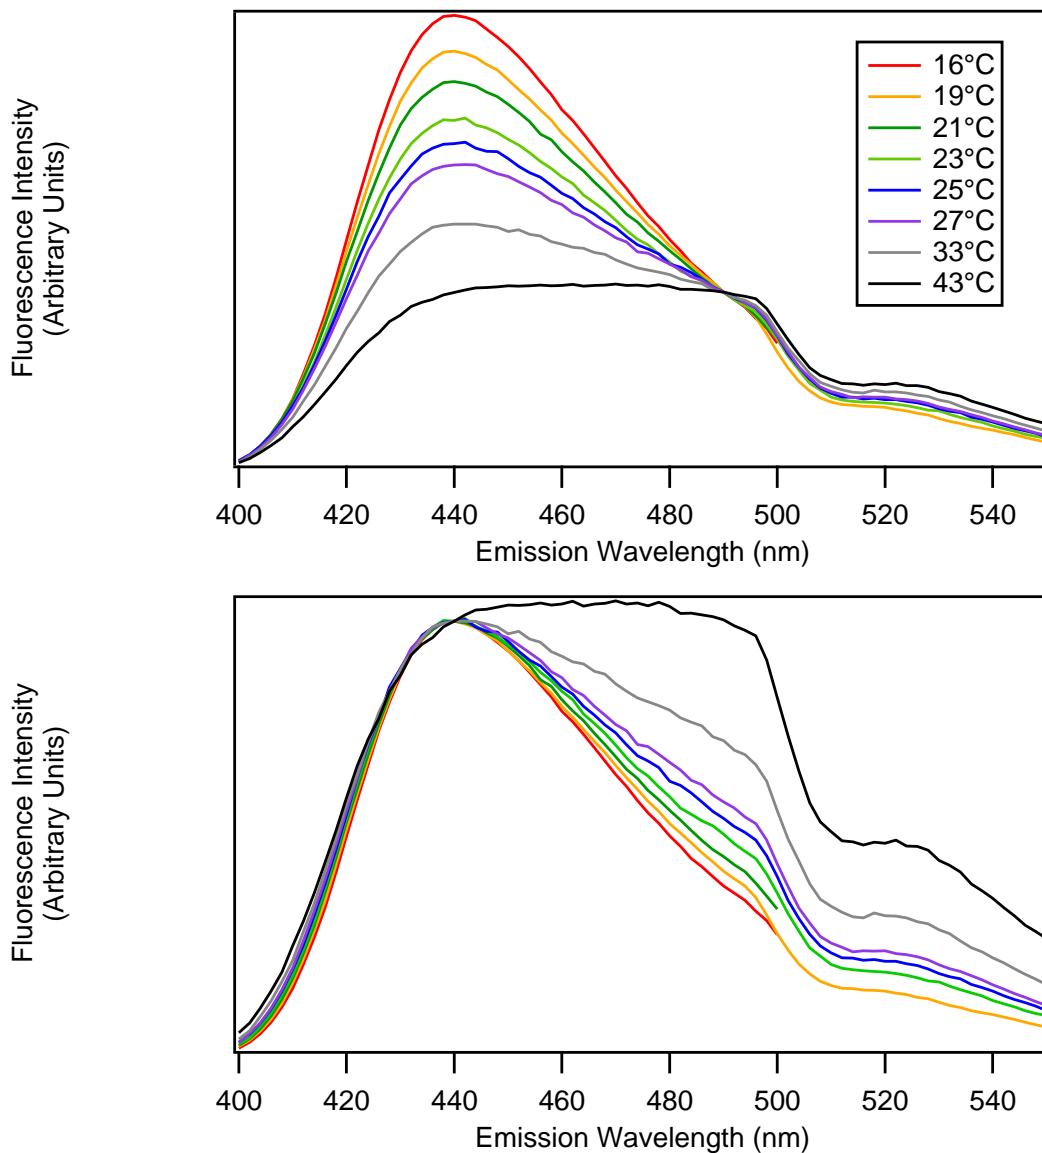 Fluorescence Intensity
(Arbitrary Units)
16°C
19°C
21°C
23°C
25°C
27°C
33°C
43°C
400 420 440 460 480 500 520 540
Emission Wavelength (nm)
Fluorescence Intensity
(Arbitrary Units)
400 420 440 460 480 500 520 540
Emission Wavelength (nm)